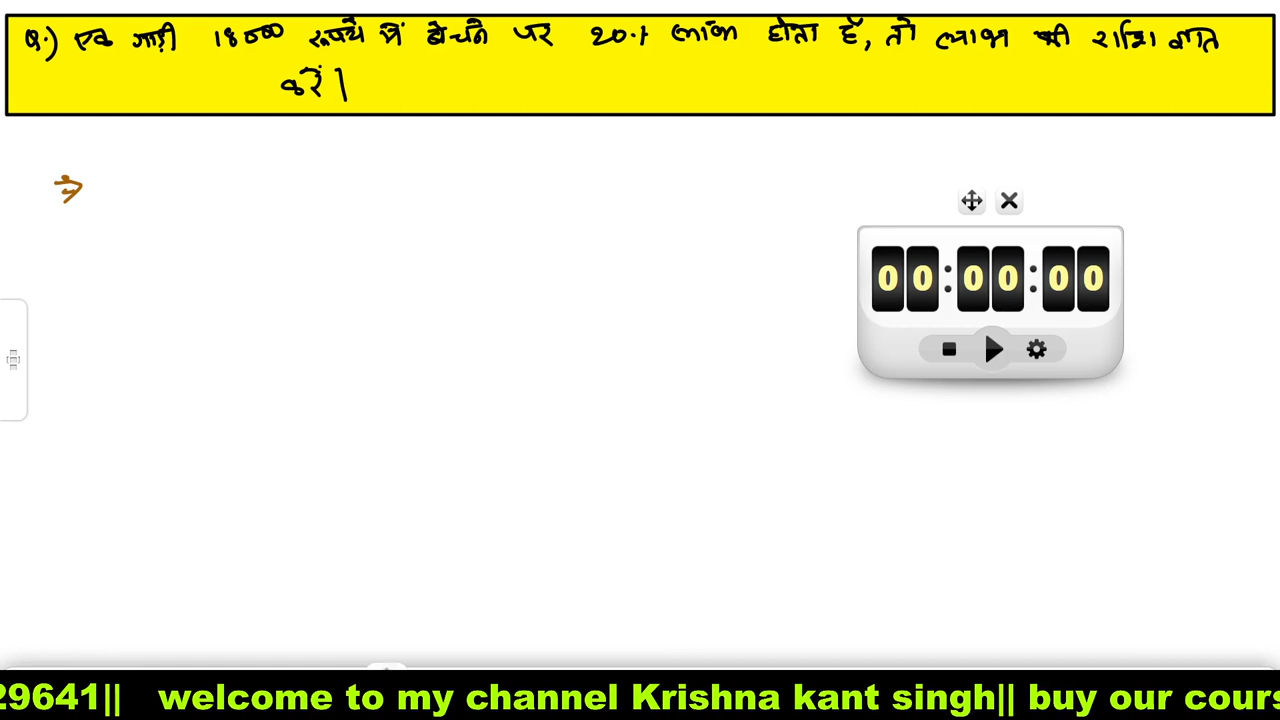 Q.) एक गाड़ी 18000 रूपये में बेचने पर 20% लाभ होता है, तो लाभ की राशि ज्ञात
करें |
00:00:00
29641|| welcome to my channel Krishna kant singh|| buy our cours